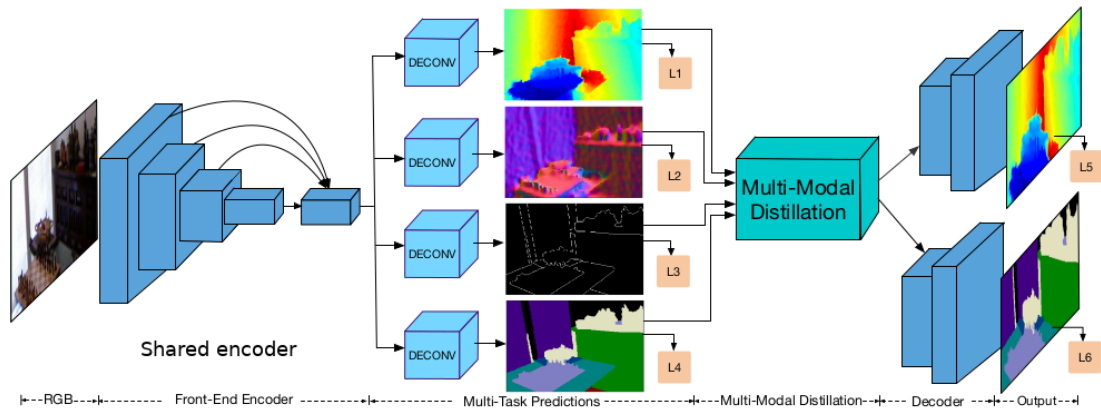 DECONV
L1
DECONV
L2
Multi-Modal
Distillation
L5
DECONV
L3
Shared encoder
DECONV
L4
L6
RGB
Front-End Encoder
Multi-Task Predictions
Multi-Modal Distillation
Decoder
Output